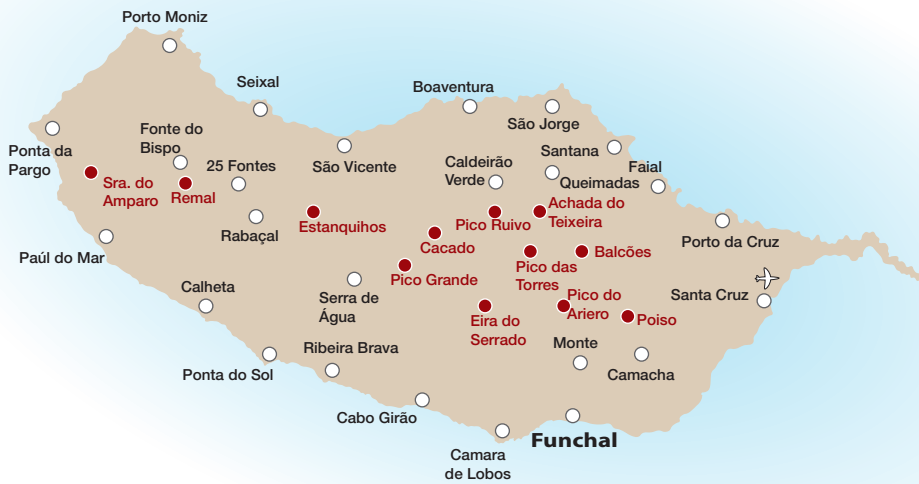 Porto Moniz
Seixal
Boaventura
São Jorge
Ponta da
Pargo
Fonte do
Bispo
25 Fontes
São Vicente
Caldeirão
Verde
Santana
Queimadas
Faial
Sra. do
Amparo
Remal
Rabaçal
Estanquihos
Cacado
Pico Ruivo
Achada do
Teixeira
Porto da Cruz
Paúl do Mar
Pico Grande
Pico das
Torres
Balcões
Calheta
Serra de
Água
Eira do
Serrado
Pico do
Ariero
Poiso
Santa Cruz
Ponta do Sol
Ribeira Brava
Monte
Camacha
Cabo Girão
Camara
de Lobos
Funchal